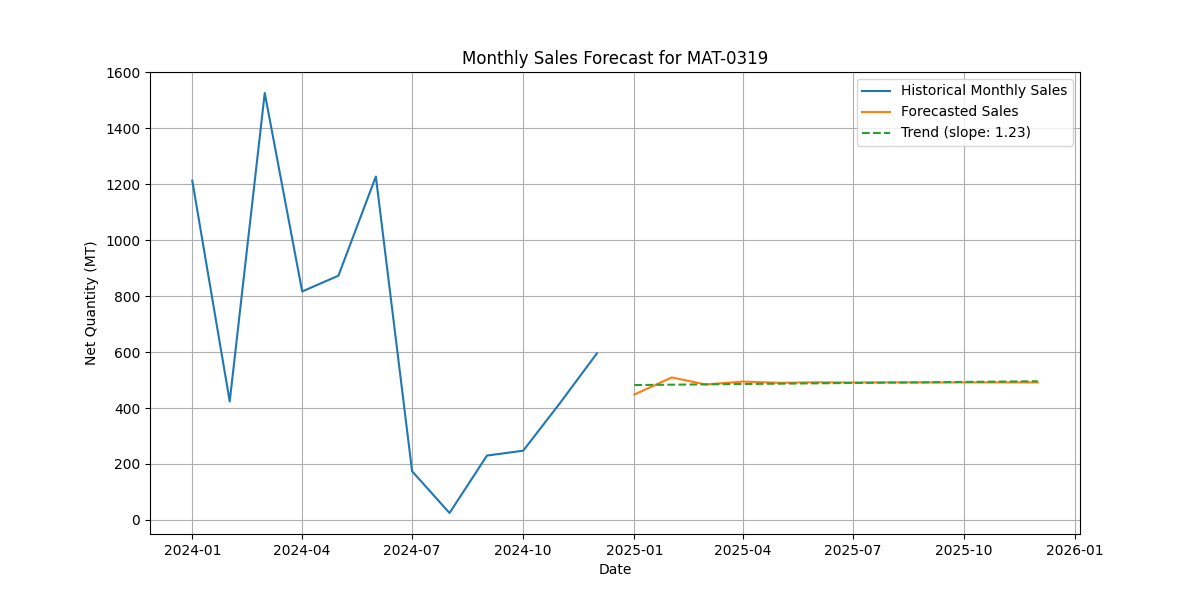 Monthly Sales Forecast for MAT-0319
Historical Monthly Sales
Forecasted Sales
Trend (slope: 1.23)
Net Quantity (MT)
1600
1400
1200
1000
800
600
400
200
0
2024-01 2024-04 2024-07 2024-10 2025-01 2025-04 2025-07 2025-10 2026-01
Date